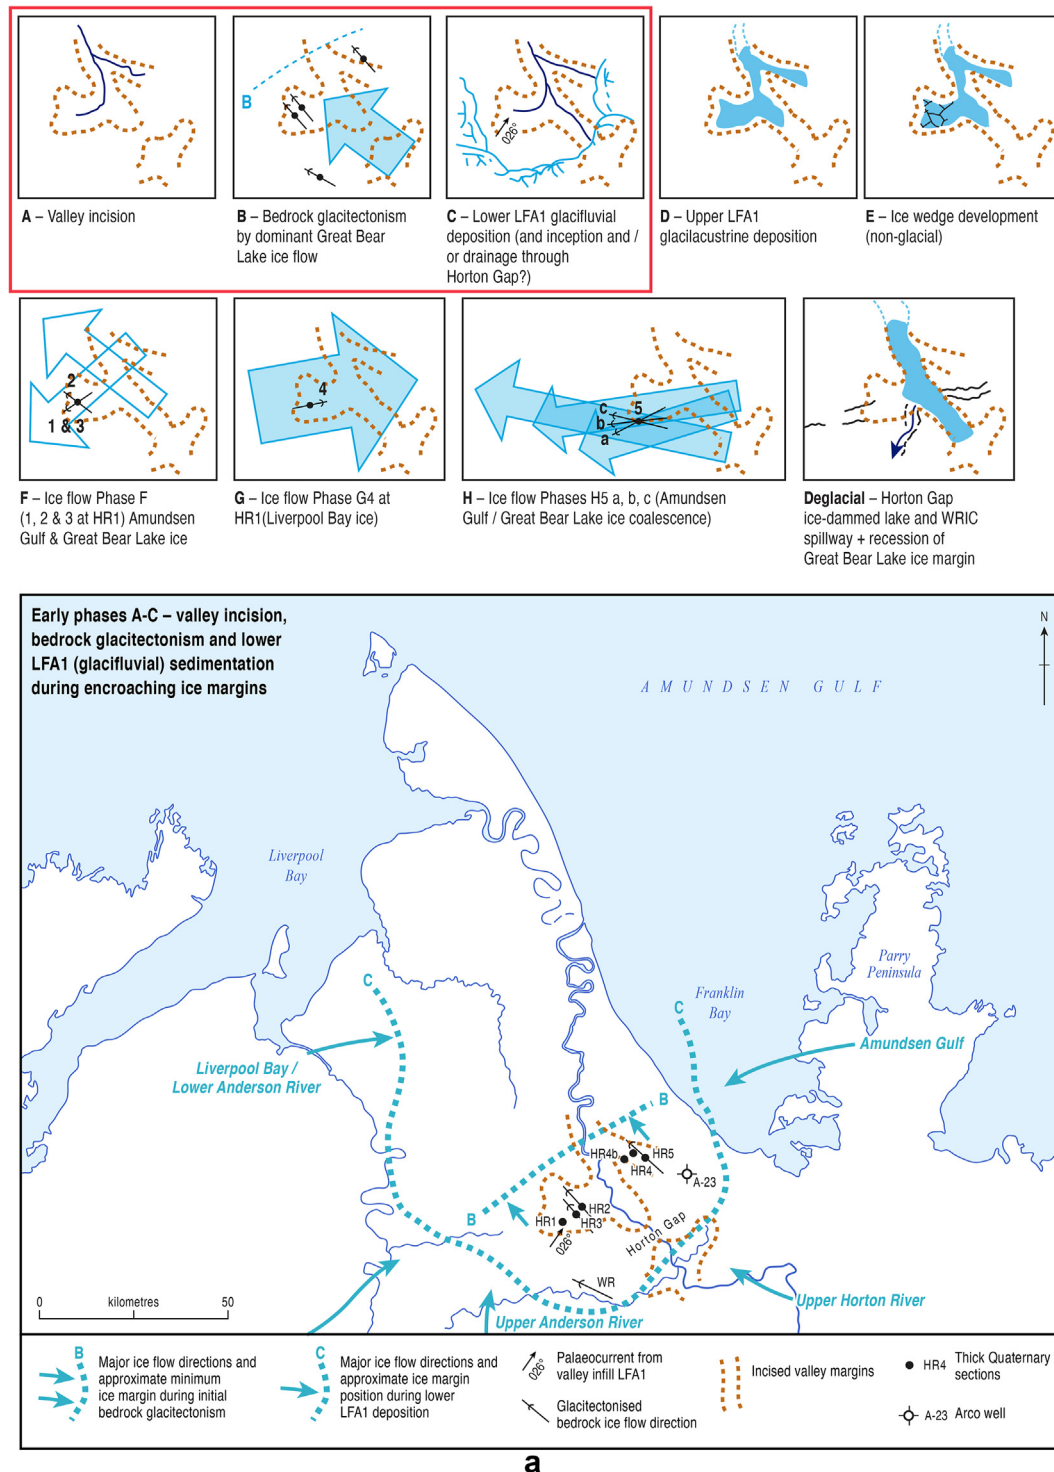 B
026°
A – Valley incision
B – Bedrock glacitectonism
by dominant Great Bear
Lake ice flow
C – Lower LFA1 glacifluvial
deposition (and inception and /
or drainage through
Horton Gap?)
D – Upper LFA1
glacilacustrine deposition
E – Ice wedge development
(non-glacial)
2
1 & 3
4
5
c
b
a
F – Ice flow Phase F
(1, 2 & 3 at HR1) Amundsen
Gulf & Great Bear Lake ice
G – Ice flow Phase G4 at
HR1(Liverpool Bay ice)
H – Ice flow Phases H5 a, b, c (Amundsen
Gulf / Great Bear Lake ice coalescence)
Deglacial – Horton Gap
ice-dammed lake and WRIC
spillway + recession of
Great Bear Lake ice margin
Early phases A-C – valley incision,
bedrock glacitectonism and lower
LFA1 (glacifluvial) sedimentation
during encroaching ice margins
N
AMUNDSEN GULF
Liverpool
Bay
Parry
Peninsula
Franklin
Bay
C
C
Amundsen Gulf
Liverpool Bay /
Lower Anderson River
B
HR4b
HR5
HR4
A-23
HR2
HR1
HR3
B
026°
Horton Gap
WR
Upper Horton River
Upper Anderson River
0 kilometres 50
B
Major ice flow directions and
approximate minimum
ice margin during initial
bedrock glacitectonism
C
Major ice flow directions and
approximate ice margin
position during lower
LFA1 deposition
026°
Palaeocurrent from
valley infill LFA1
Glacitectonised
bedrock ice flow direction
Incised valley margins
HR4 Thick Quaternary
sections
A-23 Arco well
a